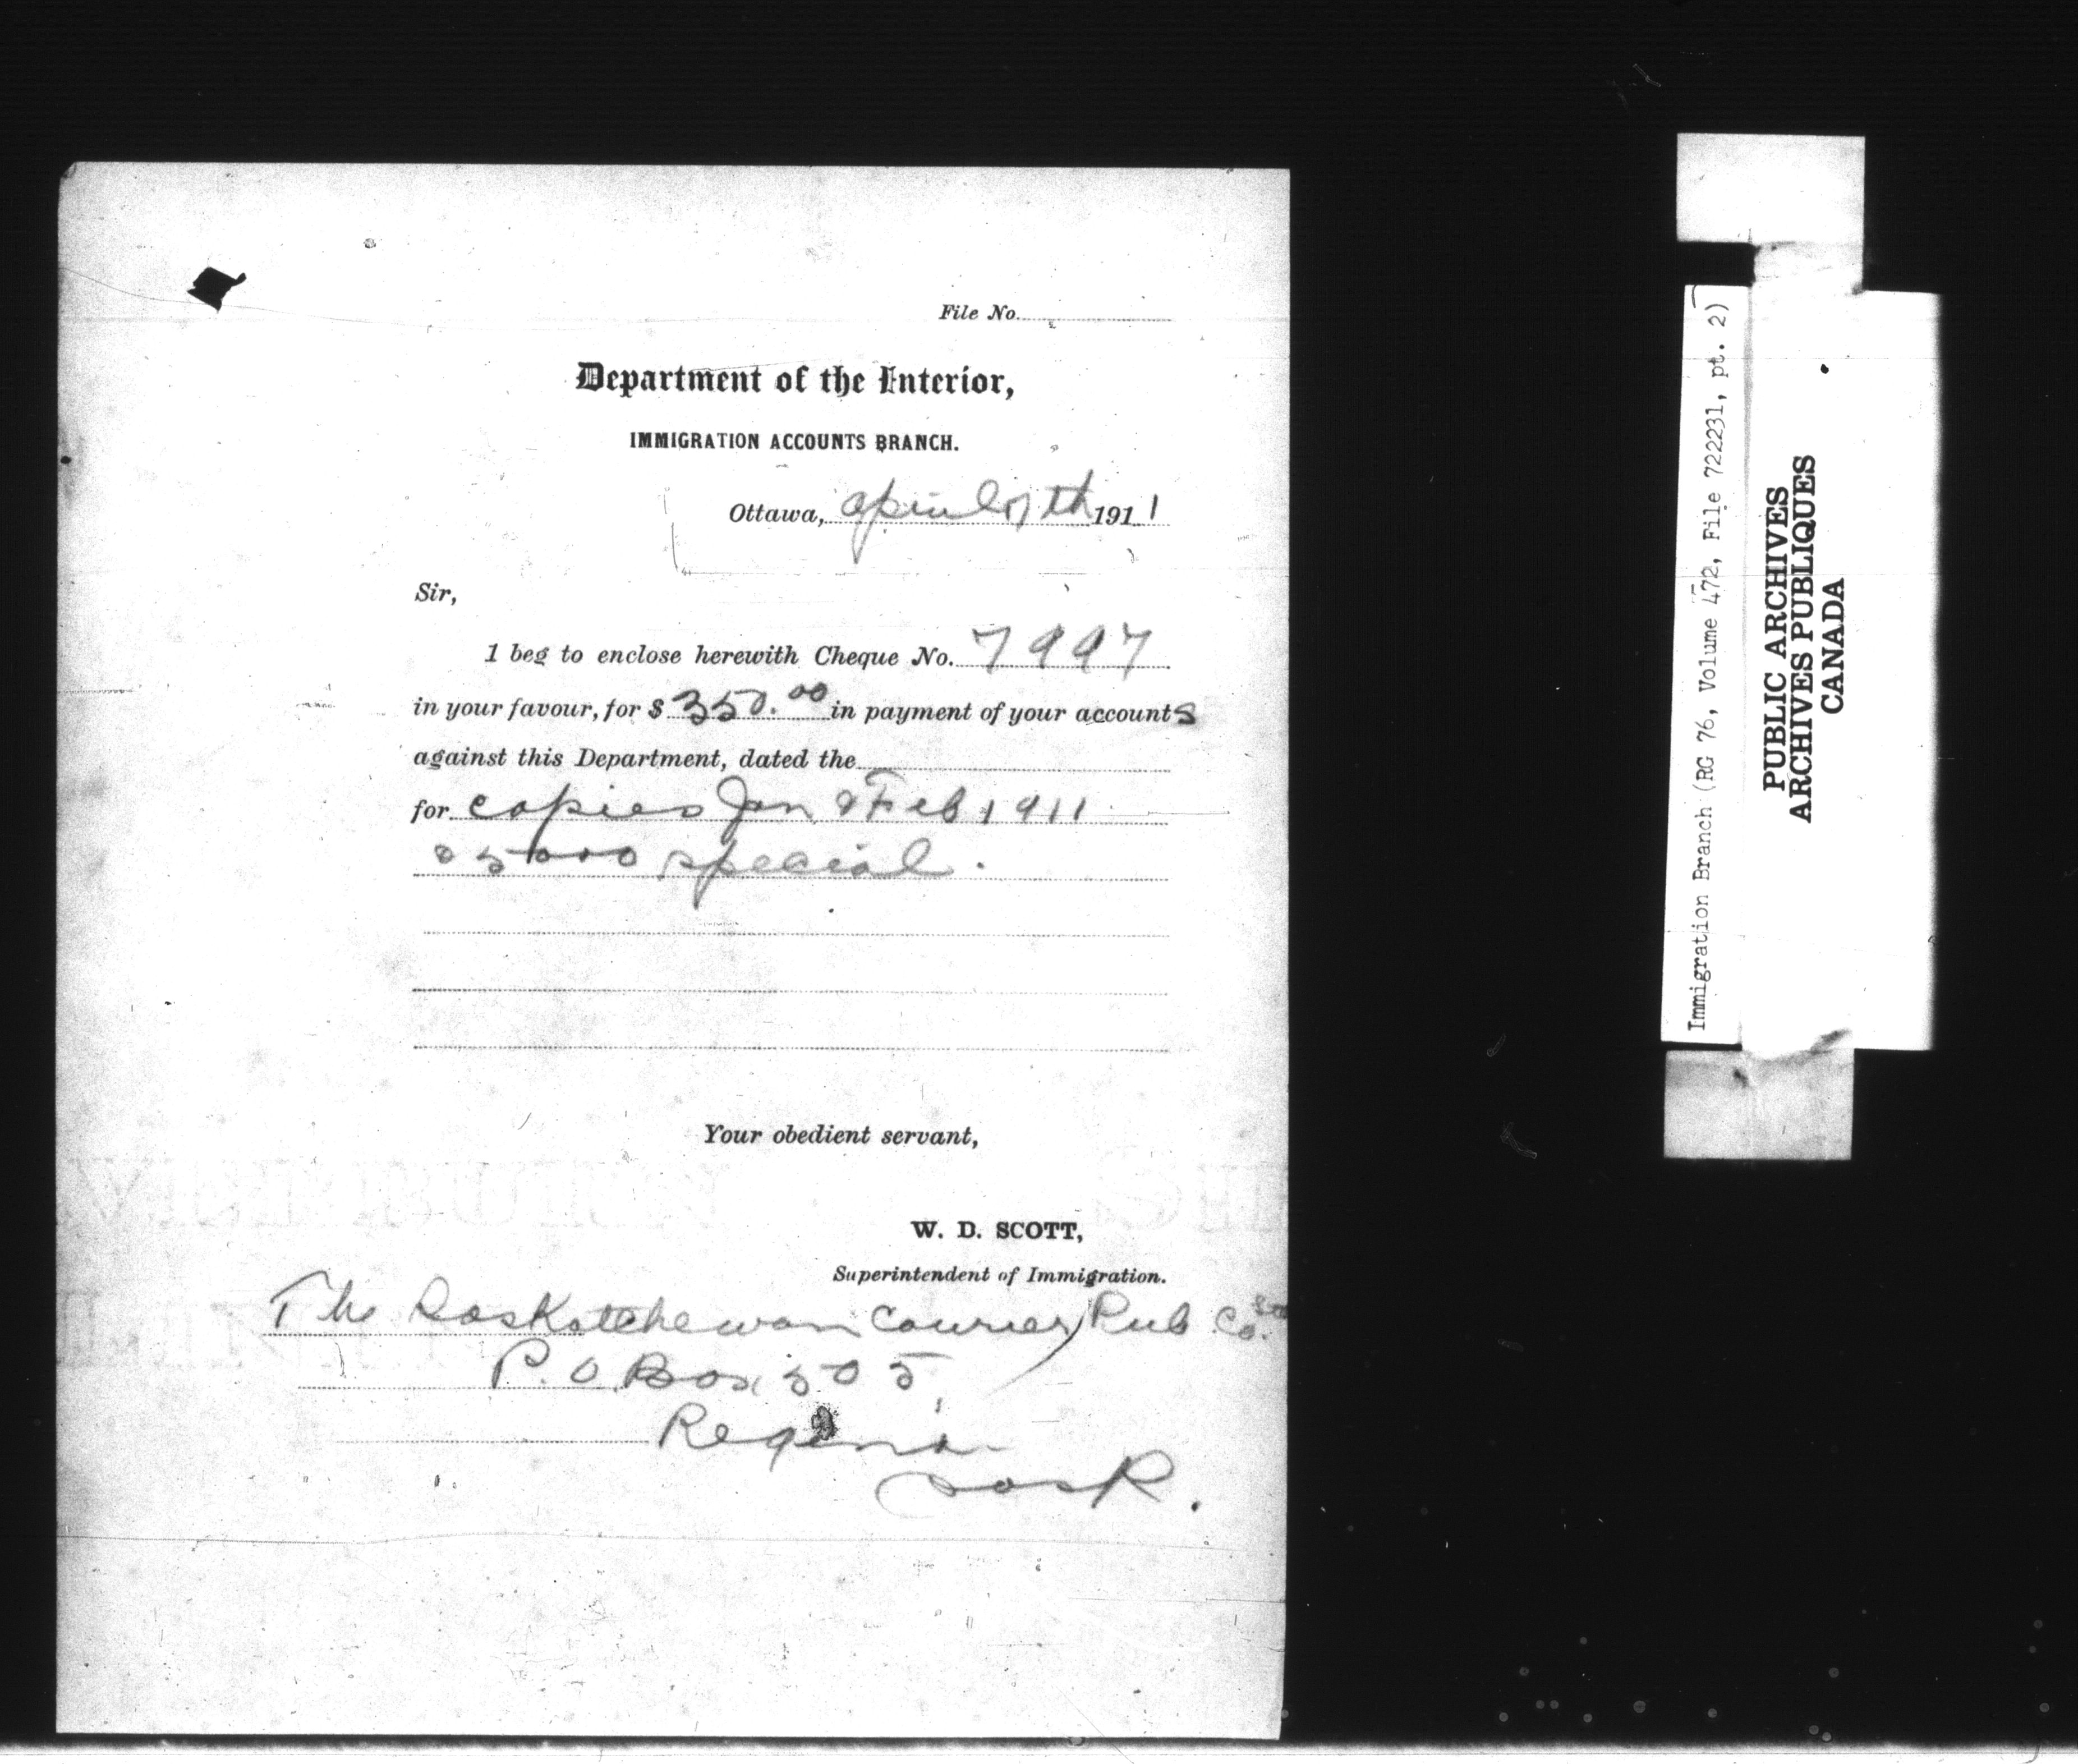 File No.
Department of the Interior,
IMMIGRATION ACCOUNTS BRANCH.
Ottawa, April 7th 1911
Sir,
I beg to enclose herewith Cheque No. 7997
in your favour, for $ 350.00 in payment of your accounts
against this Department, dated the
for copies Jan & Feb 1911
& 5000 special.
Your obedient servant,
W. D. SCOTT,
Superintendent of Immigration.
The Saskatchewan Courier Pub Co.
P. O. Box 505,
Regina
Sask.
Immigration Branch (RG 76, Volume 472, File 722231, pt. 2)
PUBLIC ARCHIVES
ARCHIVES PUBLIQUES
CANADA